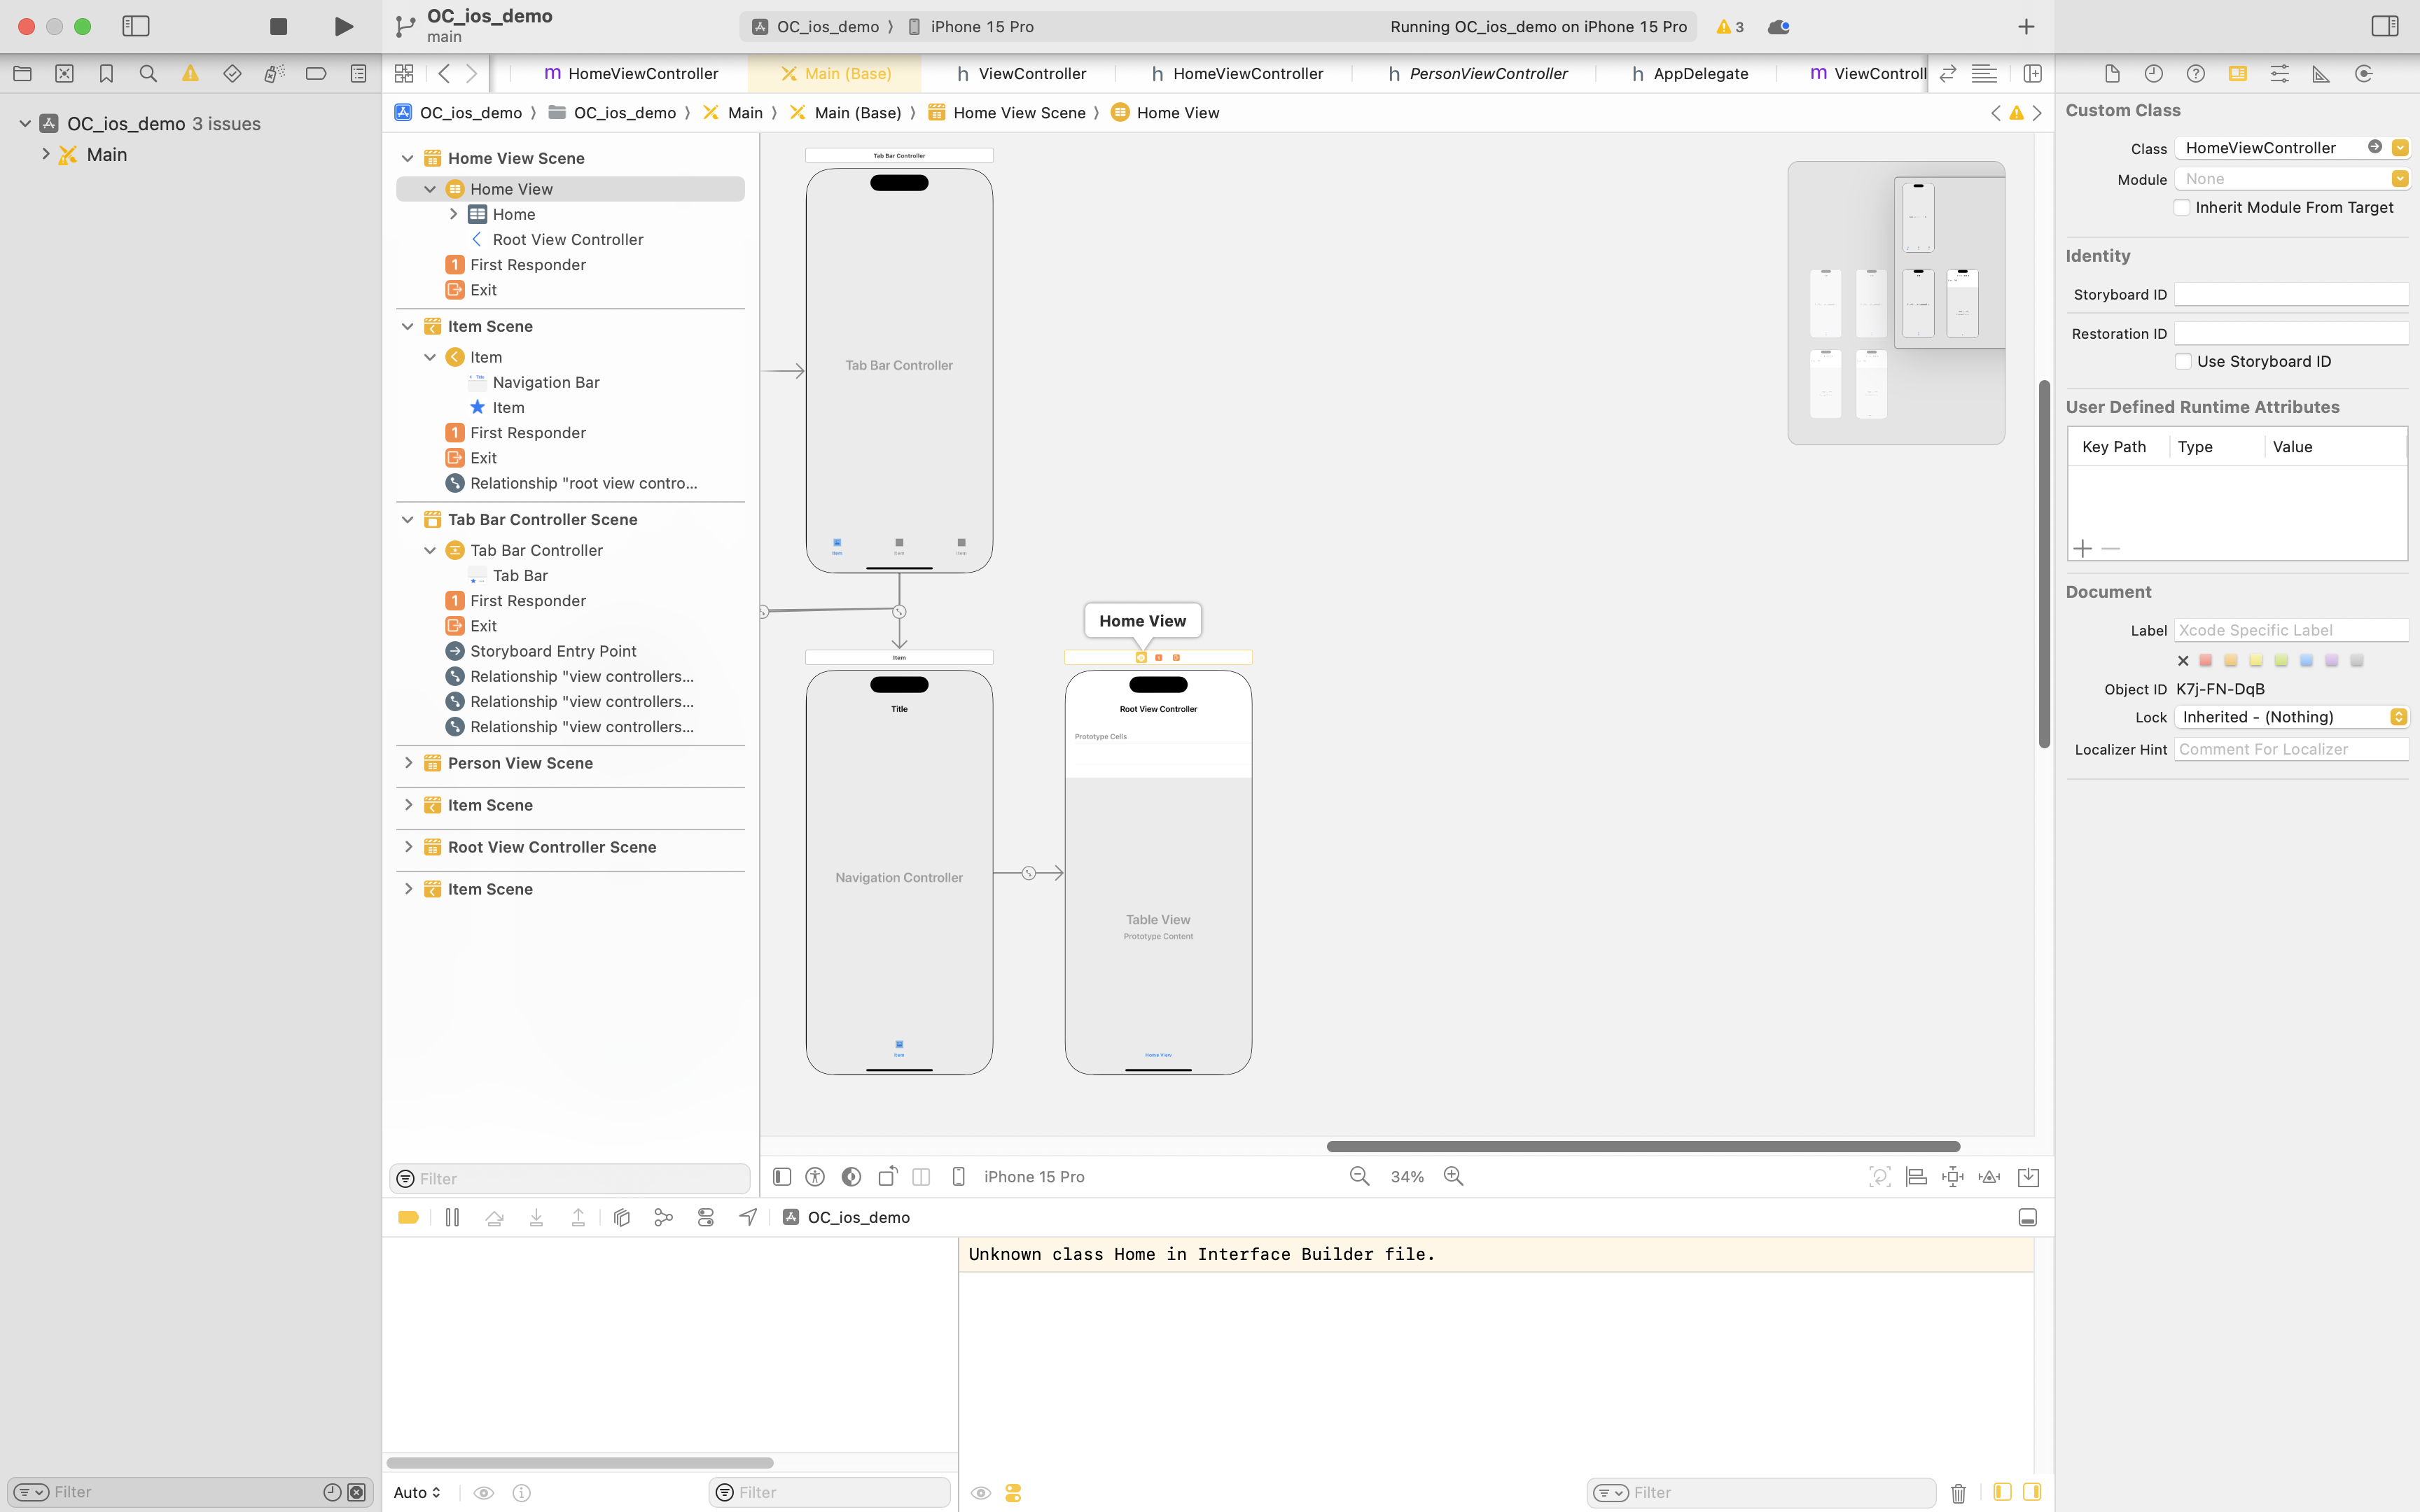 OC_ios_demo
main
OC_ios_demo 〉 iPhone 15 Pro
Running OC_ios_demo on iPhone 15 Pro
3
HomeViewController
Main (Base)
ViewController
HomeViewController
PersonViewController
AppDelegate
ViewControll
OC_ios_demo 3 issues
Main
OC_ios_demo 〉 OC_ios_demo 〉 Main 〉 Main (Base) 〉 Home View Scene 〉 Home View
Home View Scene
Home View
Home
Root View Controller
First Responder
Exit
Item Scene
Item
Navigation Bar
Item
First Responder
Exit
Relationship "root view contro...
Tab Bar Controller Scene
Tab Bar Controller
Tab Bar
First Responder
Exit
Storyboard Entry Point
Relationship "view controllers...
Relationship "view controllers...
Relationship "view controllers...
Person View Scene
Item Scene
Root View Controller Scene
Item Scene
Filter
Tab Bar Controller
Tab Bar Controller
Item
Item
Item
Home View
Item
Title
Navigation Controller
Item
Root View Controller
Prototype Cells
Table View
Prototype Content
Home View
iPhone 15 Pro
34%
Custom Class
Class HomeViewController
Module None
Inherit Module From Target
Identity
Storyboard ID
Restoration ID
Use Storyboard ID
User Defined Runtime Attributes
Key Path Type Value
Document
Label Xcode Specific Label
Object ID K7j-FN-DqB
Lock Inherited - (Nothing)
Localizer Hint Comment For Localizer
OC_ios_demo
Unknown class Home in Interface Builder file.
Filter
Auto
Filter
Filter